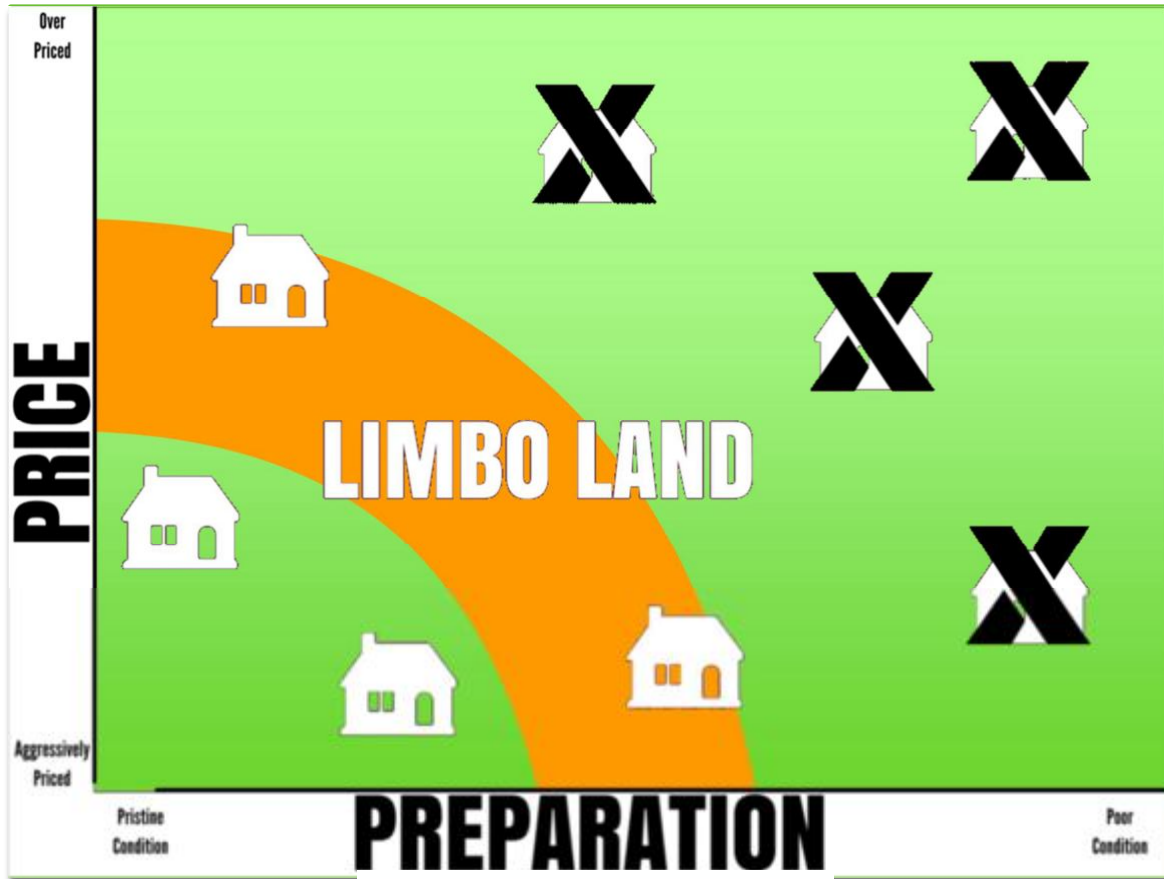 Over
Priced
PRICE
LIMBO LAND
Aggressively
Priced
Pristine
Condition
PREPARATION
Poor
Condition